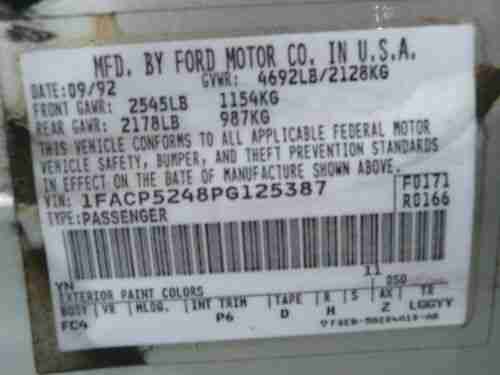 MFD. BY FORD MOTOR CO. IN U.S.A.
DATE: 09/92 GVWR: 4692LB/2128KG
FRONT GAWR: 2545LB 1154KG
REAR GAWR: 2178LB 987KG
THIS VEHICLE CONFORMS TO ALL APPLICABLE FEDERAL MOTOR
VEHICLE SAFETY, BUMPER, AND THEFT PREVENTION STANDARDS
IN EFFECT ON THE DATE OF MANUFACTURE SHOWN ABOVE.
VIN: 1FACP5248PG125387 F0171
TYPE: PASSENGER R0166
YN 11
EXTERIOR PAINT COLORS DSO
BODY VR MLDG. INT TRIM TAPE R S AX TR
FC4 P6 D H Z LGGYY